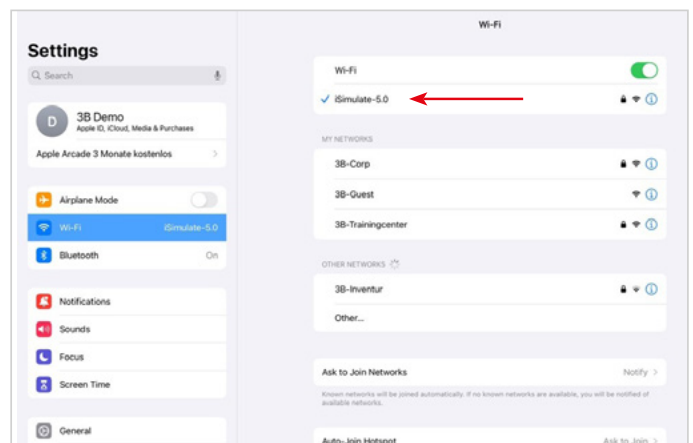 Wi-Fi
Settings
Search
D
3B Demo
Apple ID, iCloud, Media & Purchases
Apple Arcade 3 Monate kostenlos
Airplane Mode
Wi-Fi iSimulate-5.0
Bluetooth On
Notifications
Sounds
Focus
Screen Time
General
Wi-Fi
iSimulate-5.0
MY NETWORKS
3B-Corp
3B-Guest
3B-Trainingcenter
OTHER NETWORKS
3B-Inventur
Other...
Ask to Join Networks Notify
Known networks will be joined automatically. If no known networks are available, you will be notified of
available networks.
Auto-Join Hotspot Ask to Join